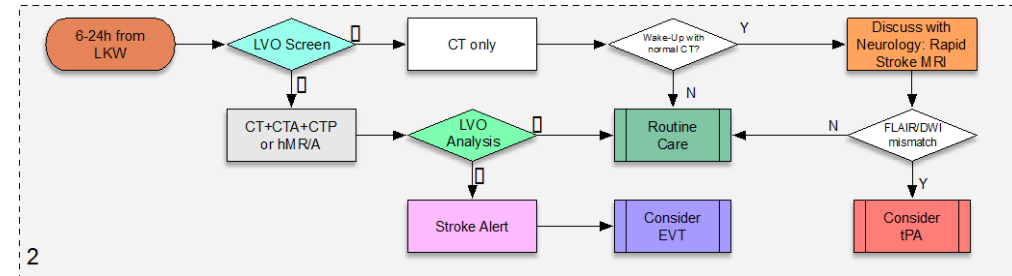 6-24h from
LKW
LVO Screen
▯
CT only
Wake-Up with
normal CT?
Y
Discuss with
Neurology: Rapid
Stroke MRI
▯
N
CT+CTA+CTP
or hMR/A
LVO
Analysis
▯
Routine
Care
N
FLAIR/DWI
mismatch
▯
Y
Stroke Alert
Consider
EVT
Consider
tPA
2